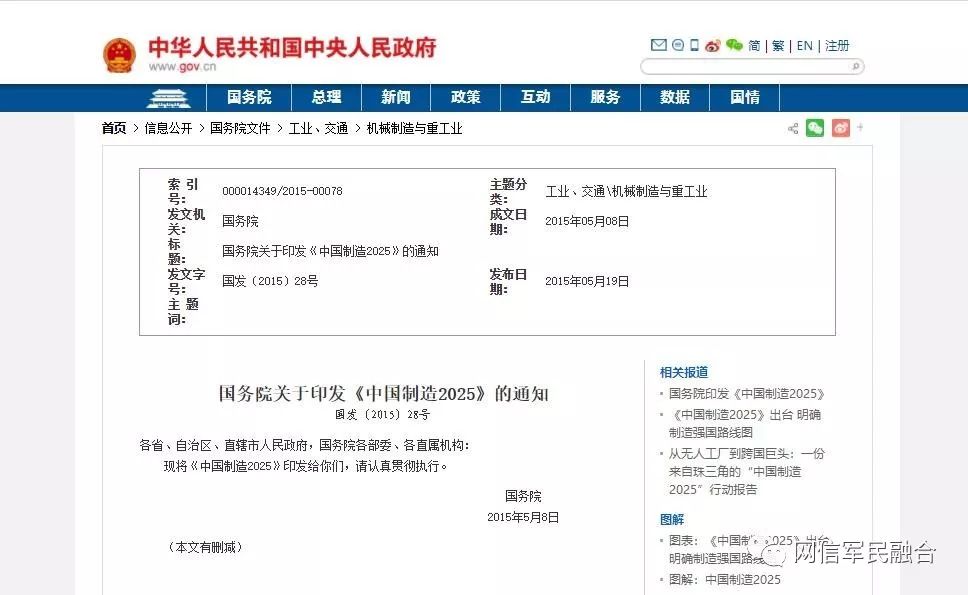 中华人民共和国中央人民政府
www.gov.cn
简 | 繁 | EN | 注册
国务院 总理 新闻 政策 互动 服务 数据 国情
首页 > 信息公开 > 国务院文件 > 工业、交通 > 机械制造与重工业
索 引
号:
000014349/2015-00078
主题分
类:
工业、交通\机械制造与重工业
发文机
关:
国务院
成文日
期:
2015年05月08日
标
题:
国务院关于印发《中国制造2025》的通知
发文字
号:
国发〔2015〕28号
发布日
期:
2015年05月19日
主 题
词:
国务院关于印发《中国制造2025》的通知
国发〔2015〕28号
各省、自治区、直辖市人民政府，国务院各部委、各直属机构：
现将《中国制造2025》印发给你们，请认真贯彻执行。
国务院
2015年5月8日
（本文有删减）
相关报道
国务院印发《中国制造2025》
《中国制造2025》出台 明确
制造强国路线图
从无人工厂到跨国巨头：一份
来自珠三角的“中国制造
2025”行动报告
图解
图表：《中国制造2025》出台，
明确制造强国路线
图解：中国制造2025
网信军民融合